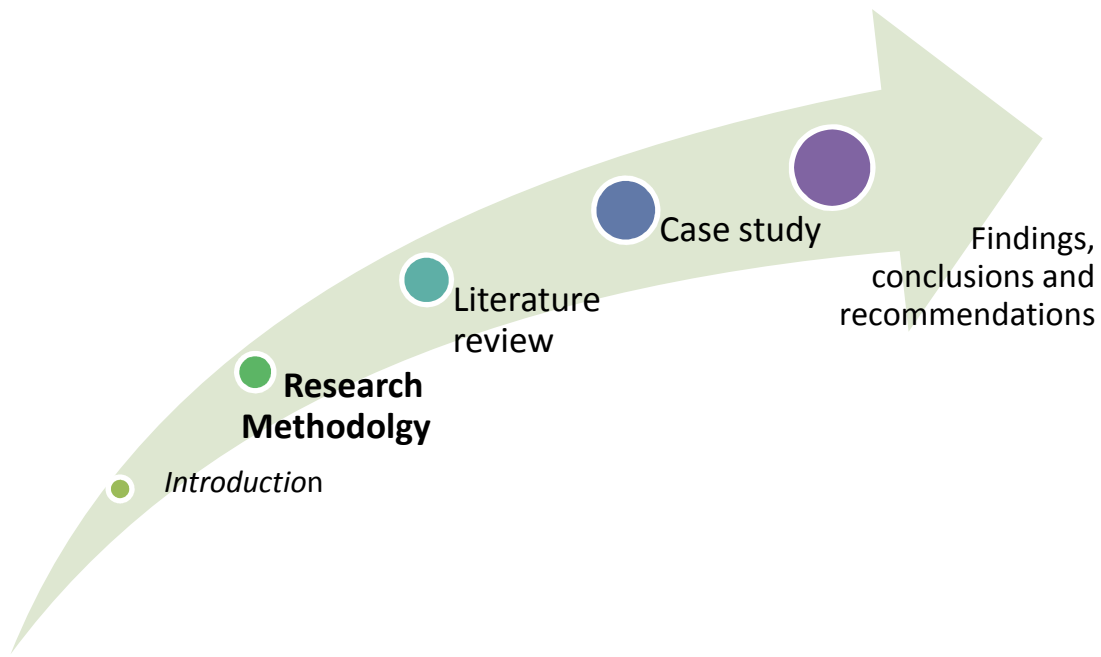 Introduction
Research
Methodolgy
Literature
review
Case study
Findings,
conclusions and
recommendations